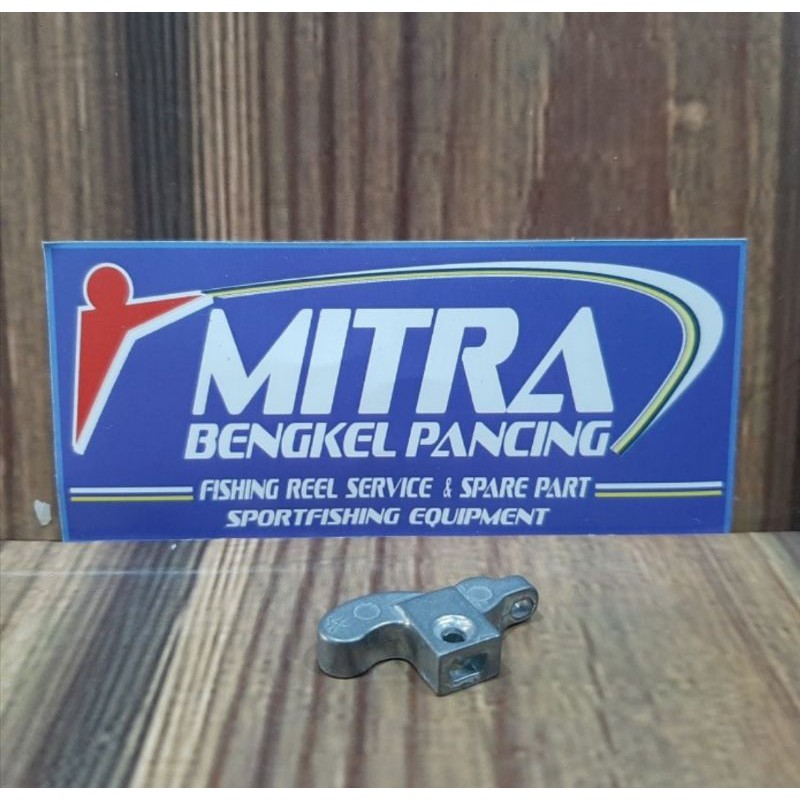 MITRA
BENGKEL PANCING
FISHING REEL SERVICE & SPARE PART
SPORTFISHING EQUIPMENT